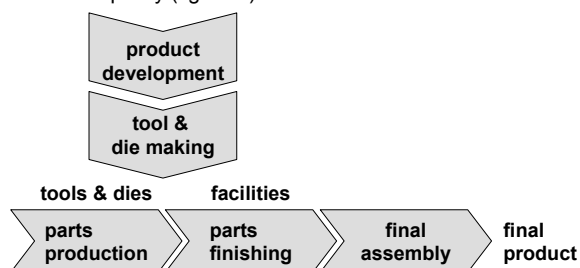 product
development
tool &
die making
tools & dies
facilities
parts
production
parts
finishing
final
assembly
final
product